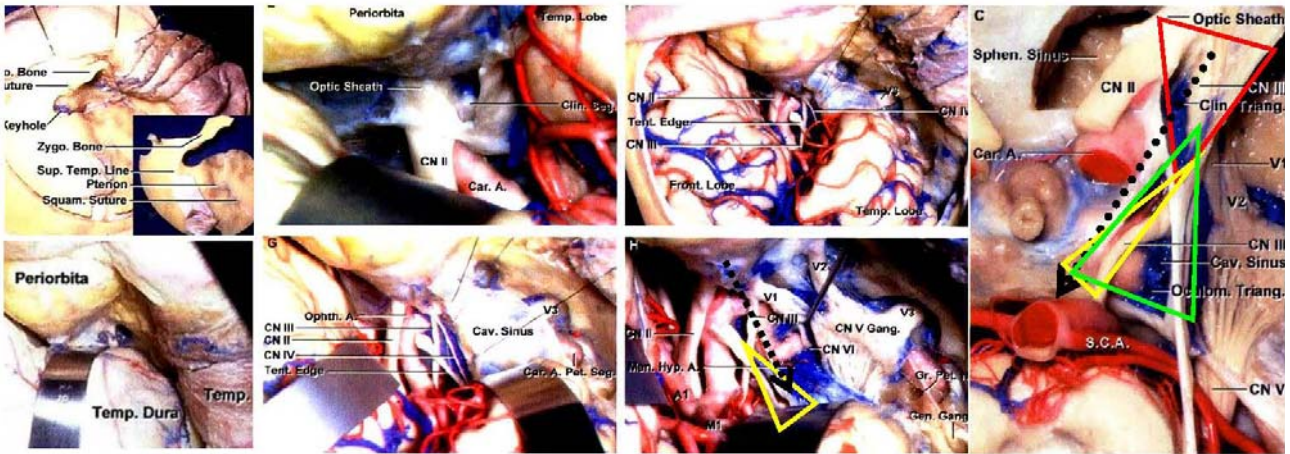 o. Bone
uture
Keyhole
Zygo. Bone
Sup. Temp. Line
Pterion
Squam. Suture
Periorbita
Temp. Lobe
Optic Sheath
Clin. Seg.
CN II
Car. A.
CN II
Tent. Edge
CN III
V3
CN IV
Front. Lobe
Temp. Lobe
C
Optic Sheath
Sphen. Sinus
CN II
CN III
Clin. Triang.
Car. A.
V1
V2
CN III
Cav. Sinus
Oculom. Triang.
S.C.A.
CN V
Periorbita
Temp. Dura
Temp.
G
Ophth. A.
CN III
CN II
CN IV
Tent. Edge
Cav. Sinus
V3
Car. A. Pet. Seg.
H
V2
V1
V3
CN II
CN III
CN V Gang.
CN VI
Men. Hyp. A.
Gr. Pet.
Gen. Gang
A1
M1